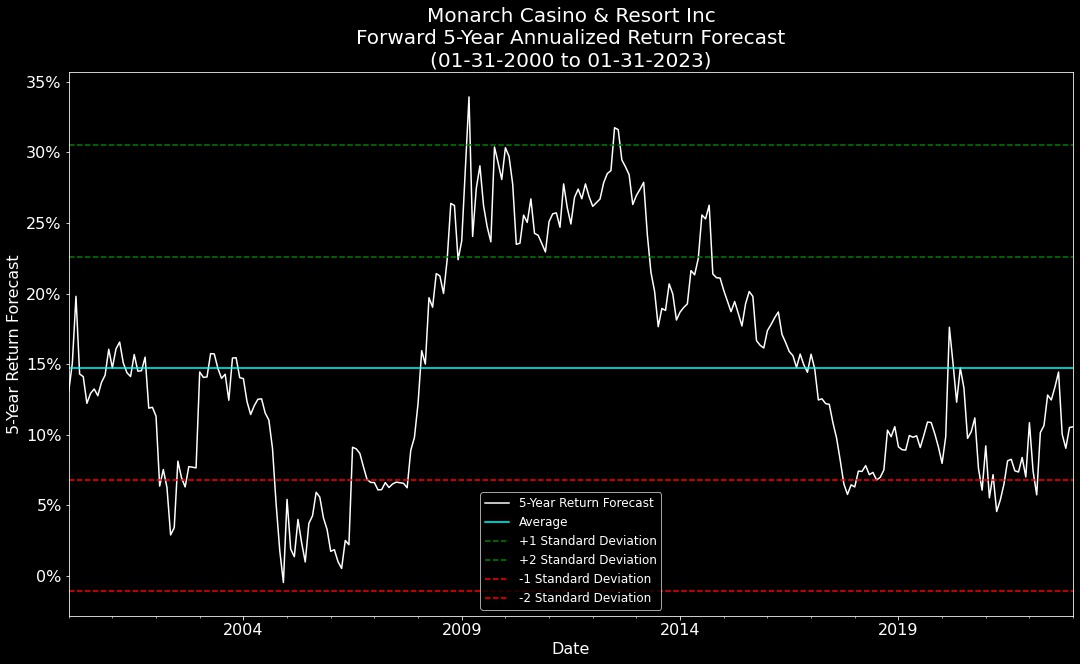 Monarch Casino & Resort Inc
Forward 5-Year Annualized Return Forecast
(01-31-2000 to 01-31-2023)
35%
30%
25%
20%
15%
10%
5%
0%
5-Year Return Forecast
5-Year Return Forecast
Average
+1 Standard Deviation
+2 Standard Deviation
-1 Standard Deviation
-2 Standard Deviation
2004
2009
2014
2019
Date